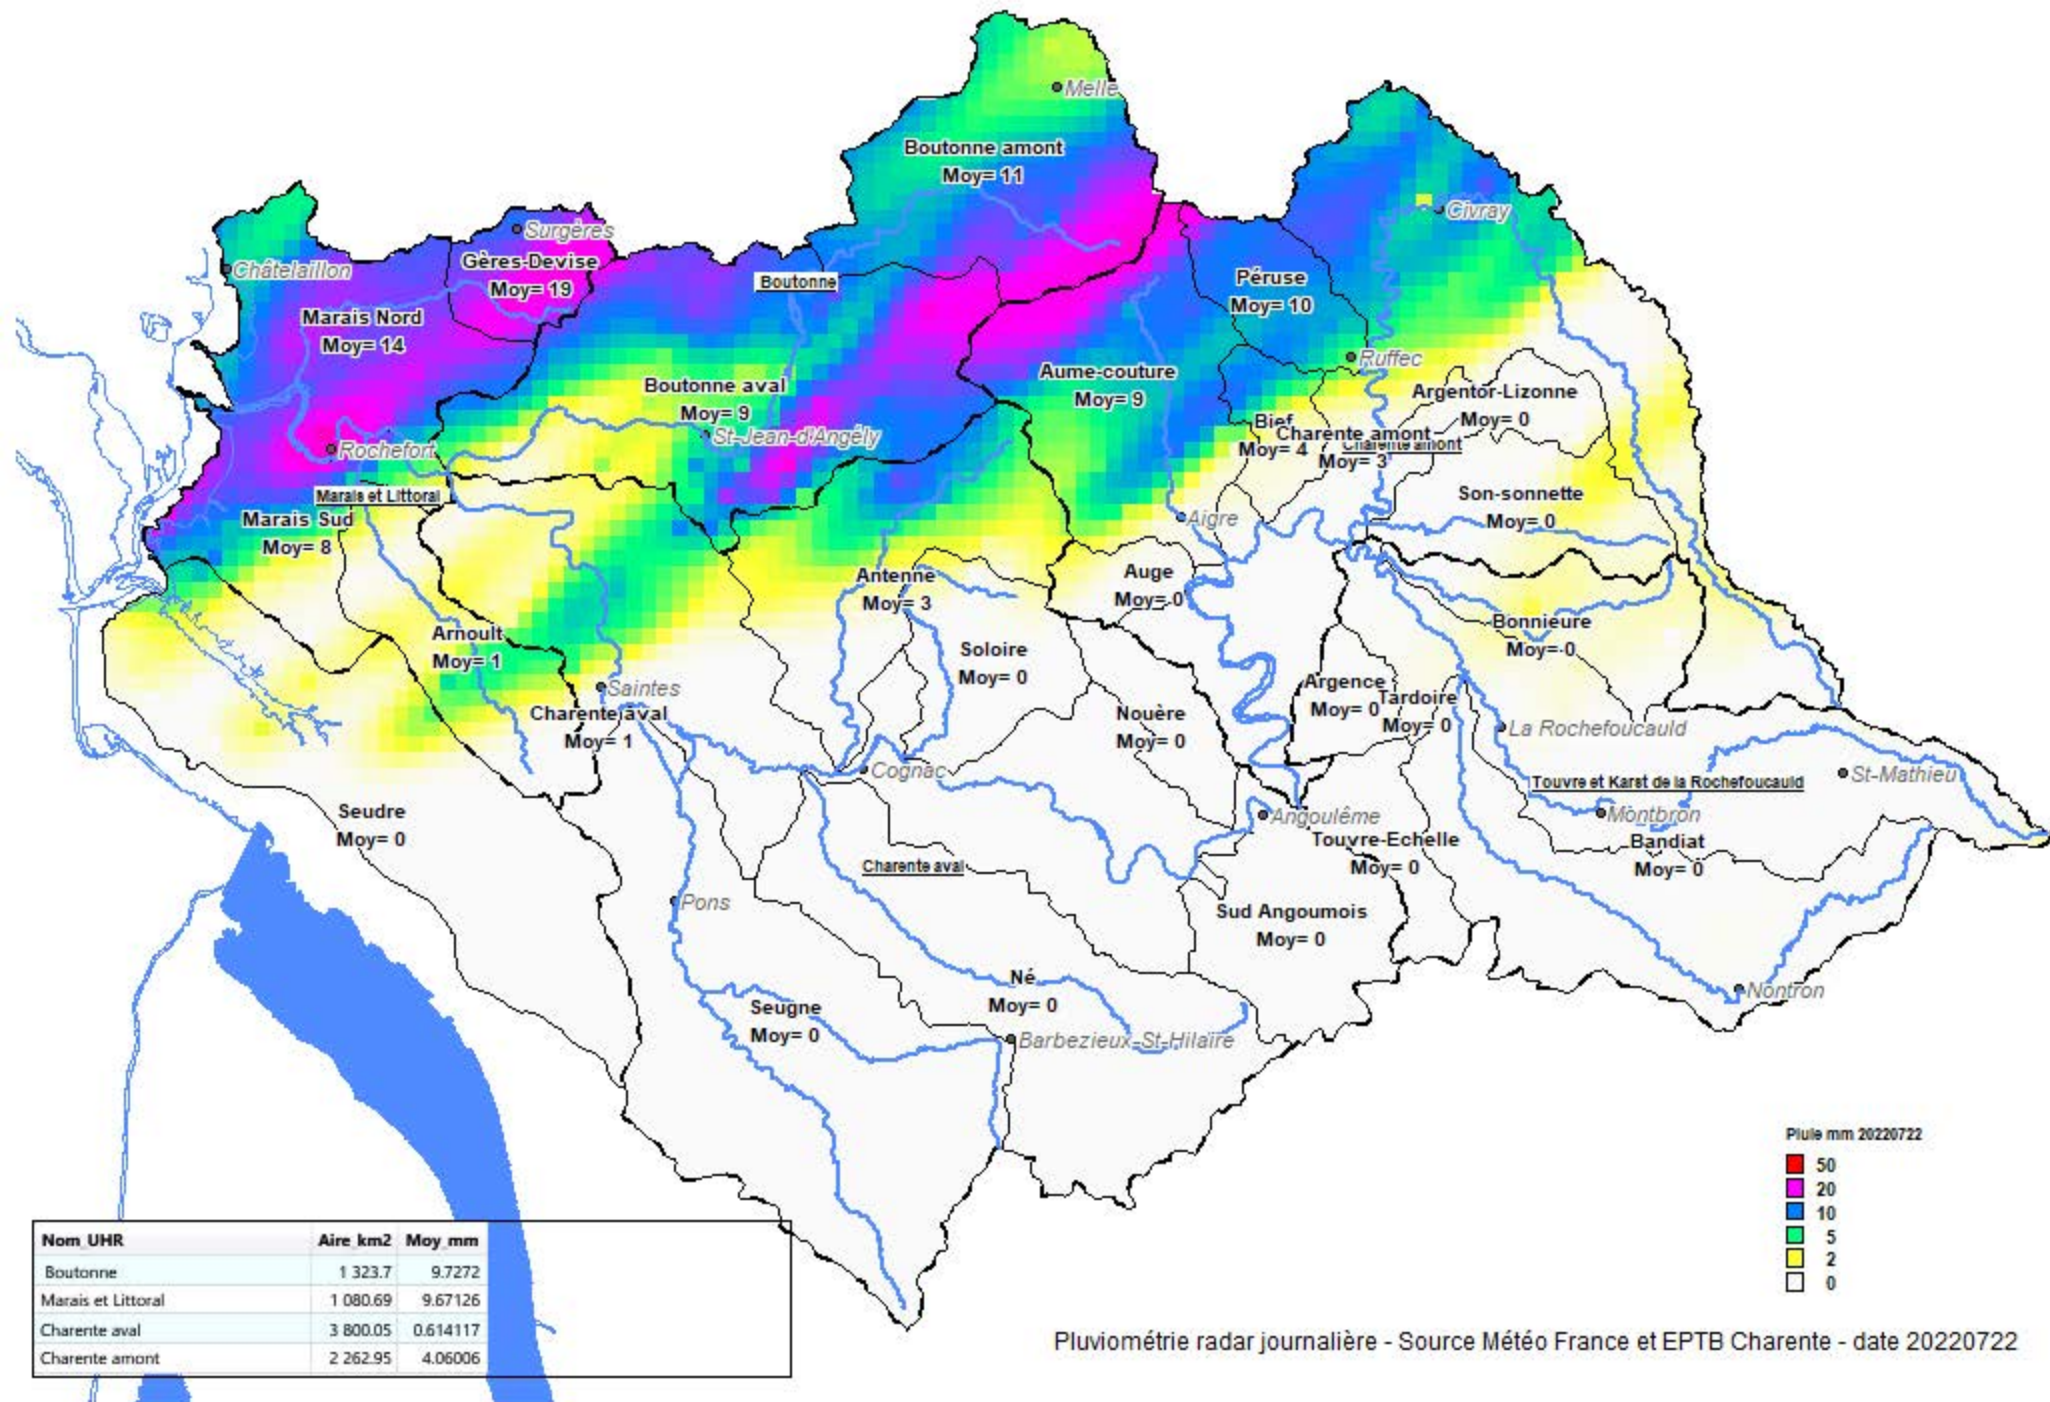 Melle
Boutonne amont
Moy= 11
Civray
Surgères
Châtelaillon
Gères-Devise
Moy= 19
Boutonne
Péruse
Moy= 10
Marais Nord
Moy= 14
Ruffec
Boutonne aval
Moy= 9
Aume-couture
Moy= 9
Argentor-Lizonne
Moy= 0
Bief
Moy= 4
Charente amont
Moy= 3
Charente amont
St-Jean-d'Angély
Rochefort
Marais et Littoral
Son-sonnette
Moy= 0
Marais Sud
Moy= 8
Aigre
Antenne
Moy= 3
Auge
Moy= 0
Bonnieure
Moy= 0
Arnoult
Moy= 1
Soloire
Moy= 0
Saintes
Argence
Moy= 0
Tardoire
Moy= 0
Charente aval
Moy= 1
Nouère
Moy= 0
La Rochefoucauld
Cognac
Touvre et Karst de la Rochefoucauld
St-Mathieu
Seudre
Moy= 0
Angoulême
Montbron
Touvre-Echelle
Moy= 0
Bandiat
Moy= 0
Charente aval
Pons
Sud Angoumois
Moy= 0
Né
Moy= 0
Nontron
Seugne
Moy= 0
Barbezieux-St-Hilaire
Pluie mm 20220722
50
20
10
5
2
0
Nom_UHR Aire_km2 Moy_mm
Boutonne 1 323.7 9.7272
Marais et Littoral 1 080.69 9.67126
Charente aval 3 800.05 0.614117
Charente amont 2 262.95 4.06006
Pluviométrie radar journalière - Source Météo France et EPTB Charente - date 20220722